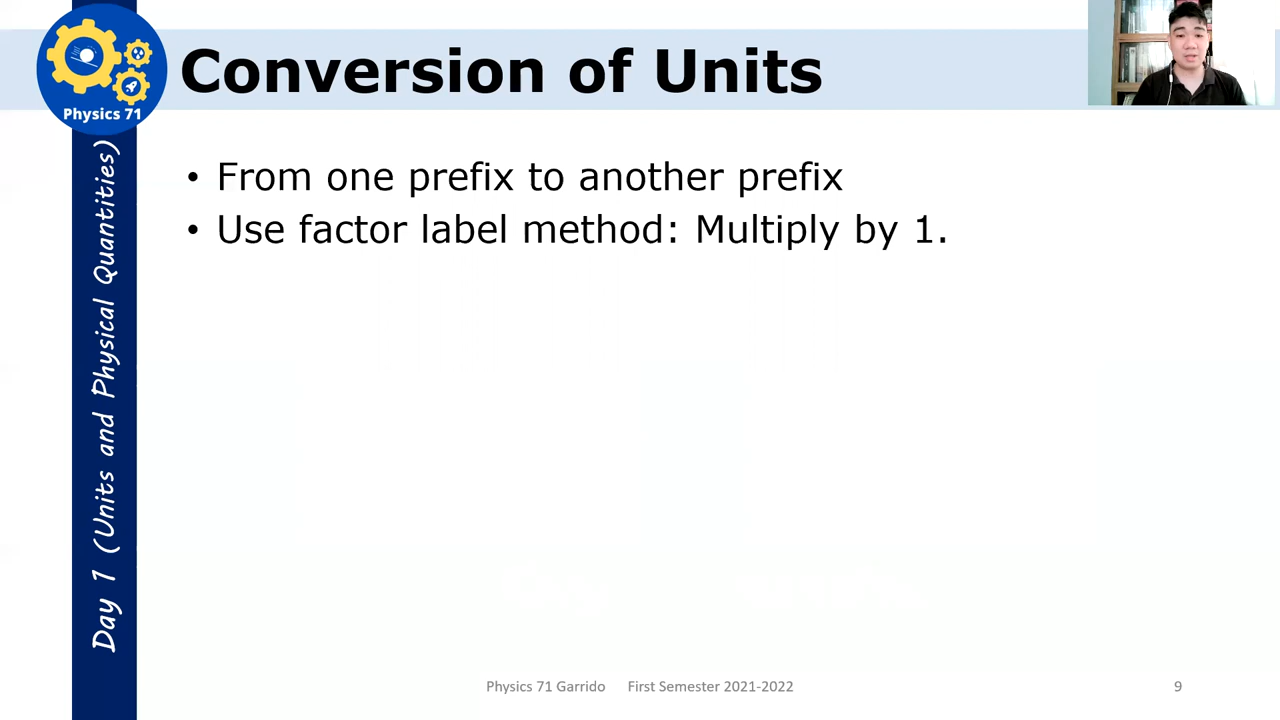 Conversion of Units
Physics 71
• From one prefix to another prefix
• Use factor label method: Multiply by 1.
Day 1 (Units and Physical Quantities)
Physics 71 Garrido First Semester 2021-2022
9